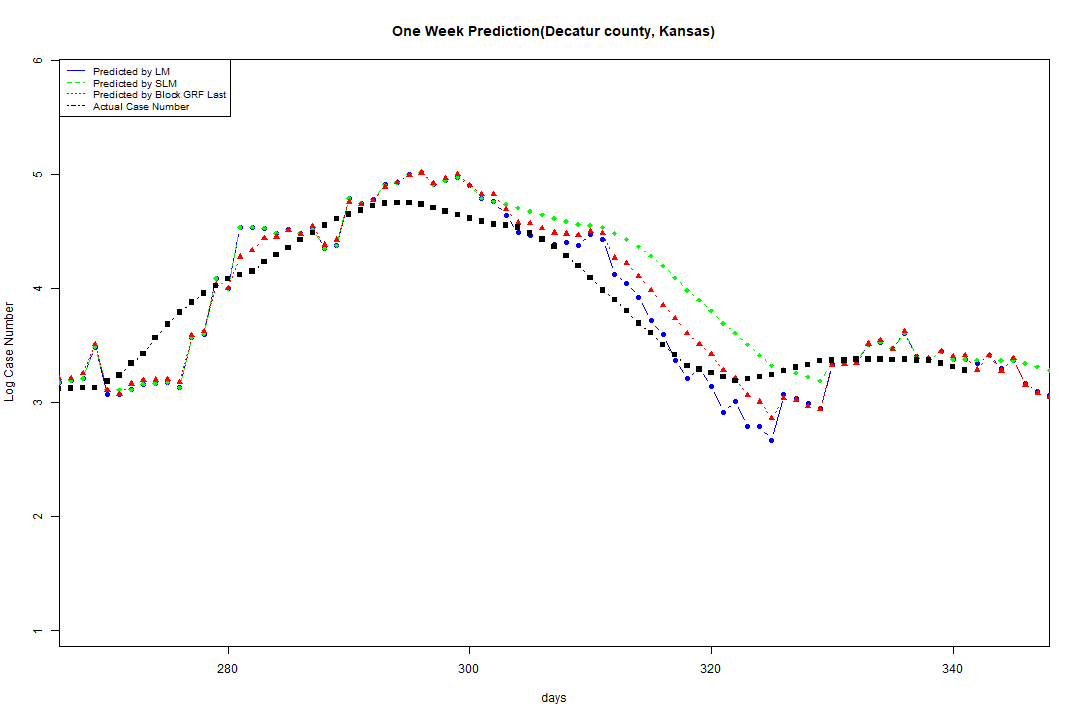 One Week Prediction(Decatur county, Kansas)
6
Predicted by LM
Predicted by SLM
Predicted by Block GRF Last
Actual Case Number
5
4
Log Case Number
3
2
1
280 300 320 340
days